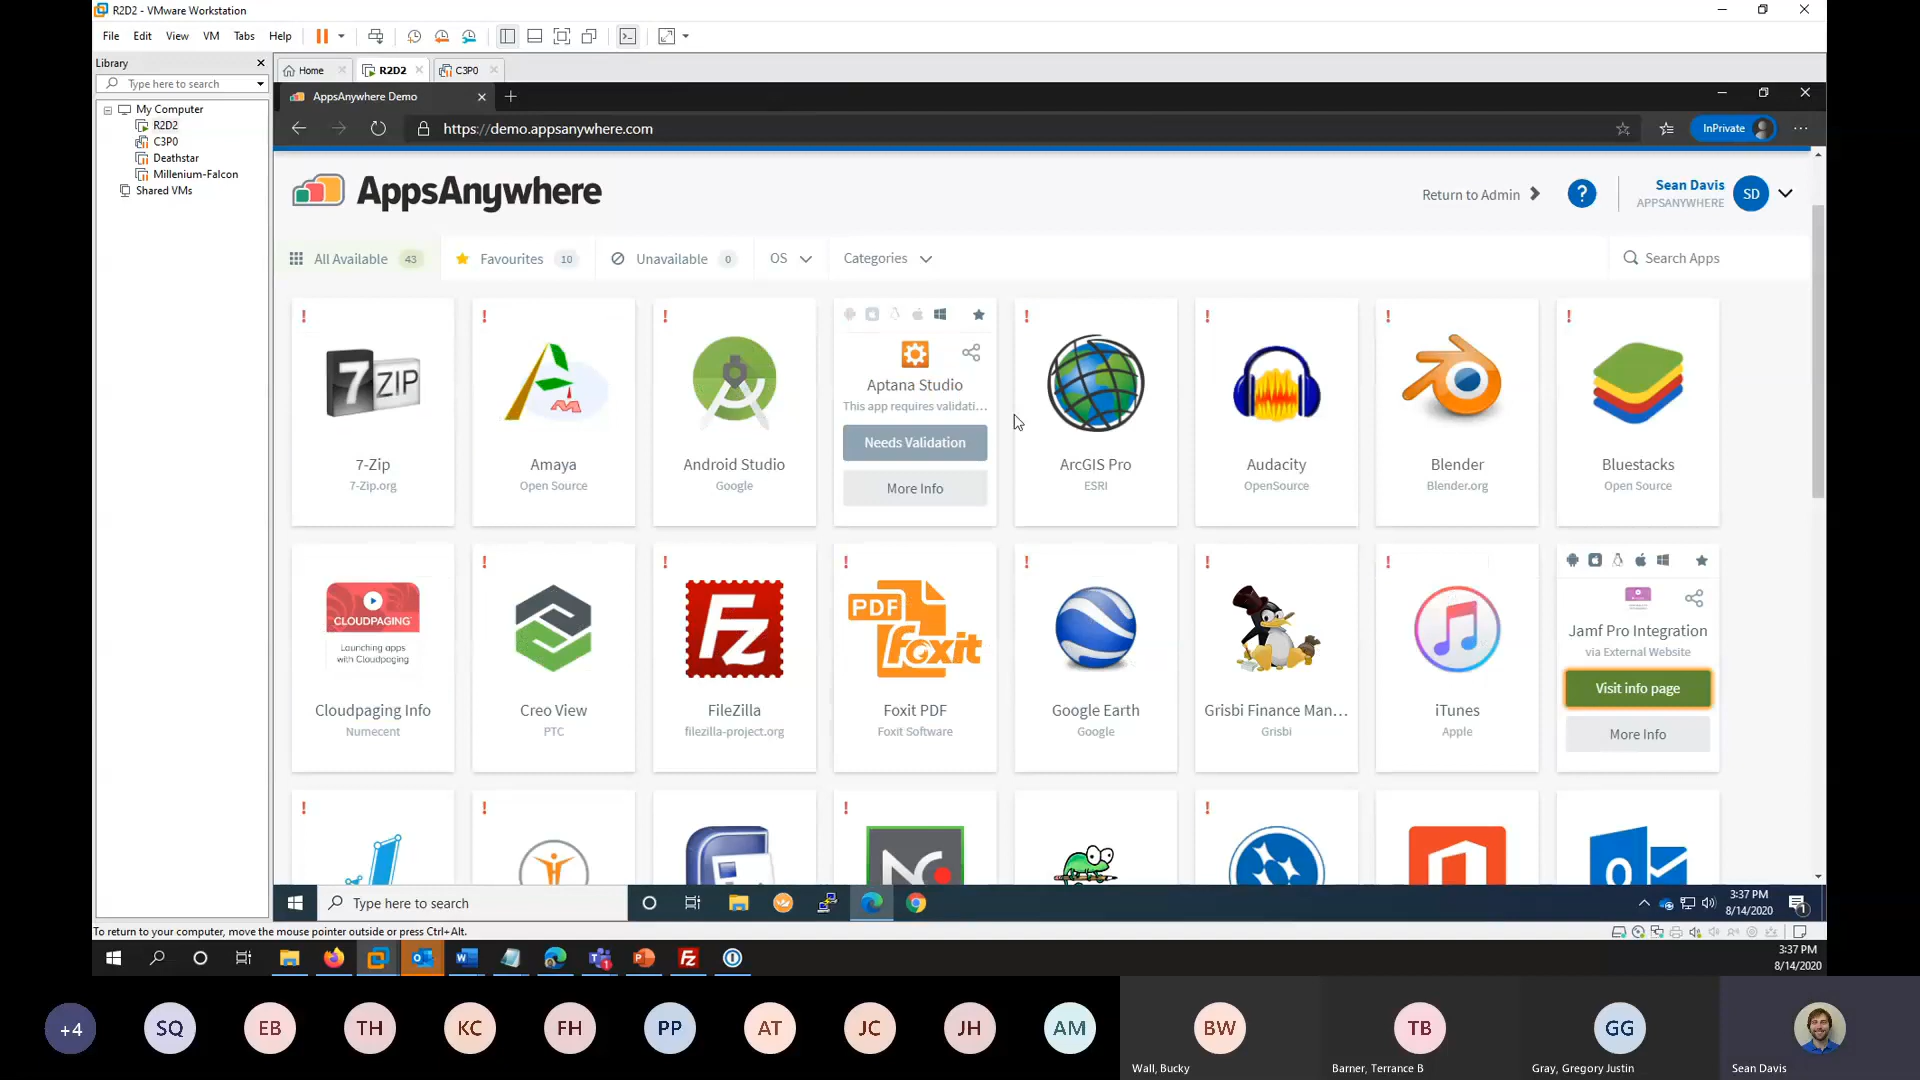 R2D2 - VMware Workstation
File Edit View VM Tabs Help
Library
Type here to search
My Computer
R2D2
C3P0
Deathstar
Millenium-Falcon
Shared VMs
Home
R2D2
C3P0
AppsAnywhere Demo
https://demo.appsanywhere.com
InPrivate
AppsAnywhere
Return to Admin
?
Sean Davis
APPSANYWHERE
SD
All Available 43
Favourites 10
Unavailable 0
OS
Categories
Search Apps
!
7 ZIP
7-Zip
7-Zip.org
!
Amaya
Open Source
!
Android Studio
Google
Aptana Studio
This app requires validati...
Needs Validation
More Info
!
ArcGIS Pro
ESRI
!
Audacity
OpenSource
!
Blender
Blender.org
!
Bluestacks
Open Source
CLOUDPAGING
Launching apps
with Cloudpaging
Cloudpaging Info
Numecent
!
Creo View
PTC
!
Fz
FileZilla
filezilla-project.org
!
PDF
foxit
Foxit PDF
Foxit Software
!
Google Earth
Google
!
Grisbi Finance Man...
Grisbi
!
iTunes
Apple
Jamf Pro Integration
via External Website
Visit info page
More Info
!
!
!
NC
!
Type here to search
3:37 PM
8/14/2020
1
To return to your computer, move the mouse pointer outside or press Ctrl+Alt.
3:37 PM
8/14/2020
+4
SQ
EB
TH
KC
FH
PP
AT
JC
JH
AM
BW
Wall, Bucky
TB
Barner, Terrance B
GG
Gray, Gregory Justin
Sean Davis